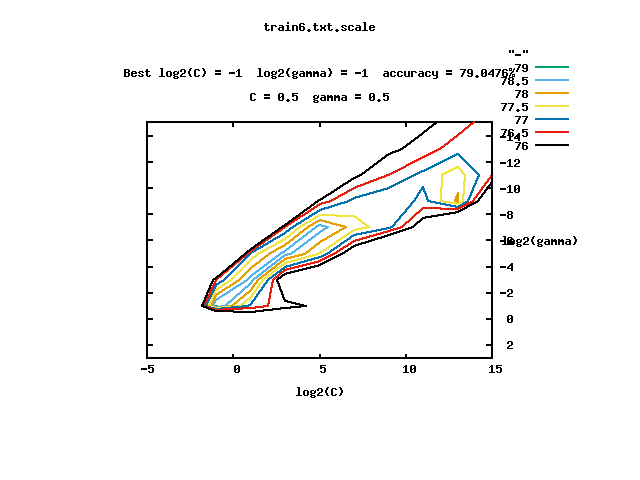 train6.txt.scale
"-"
Best log2(C) = -1  log2(gamma) = -1  accuracy = 79.0476%
79
78.5
C = 0.5  gamma = 0.5
78
77.5
77
76.5
76
-14
-12
-10
-8
-6
log2(gamma)
-4
-2
0
2
-5 0 5 10 15
log2(C)